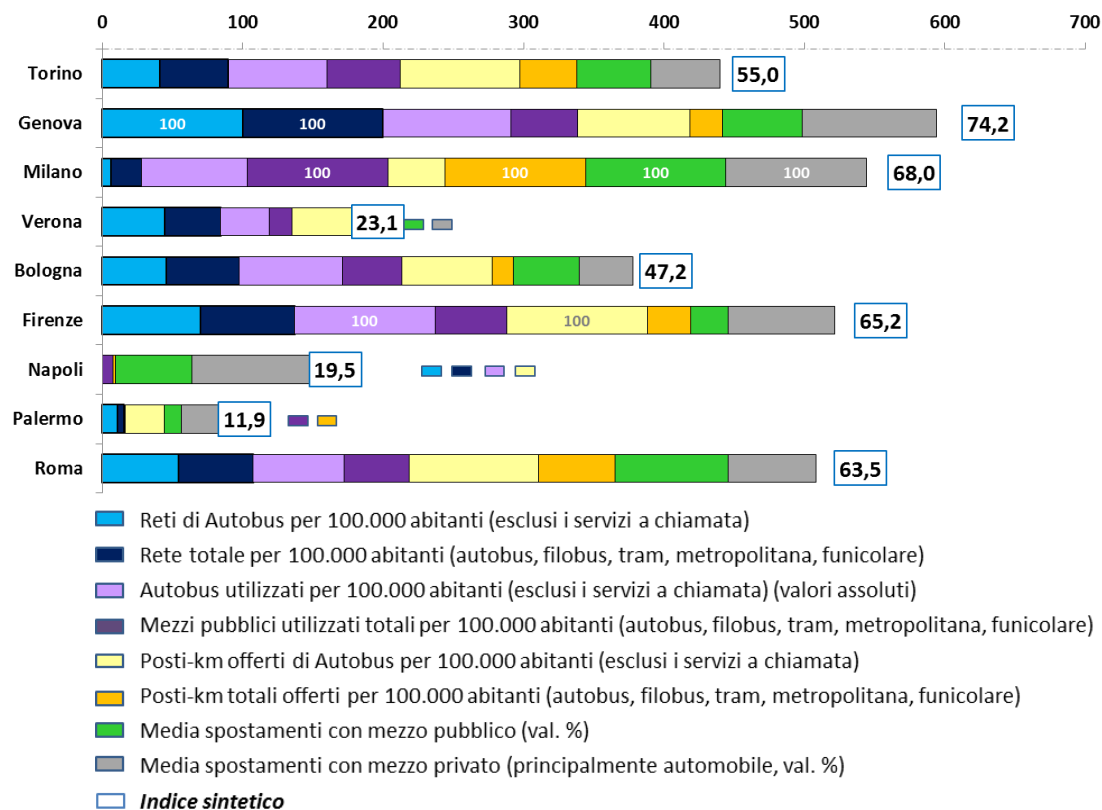 0 100 200 300 400 500 600 700
Torino 55,0
Genova 100 100 74,2
Milano 100 100 100 100 68,0
Verona 23,1
Bologna 47,2
Firenze 100 100 65,2
Napoli 19,5
Palermo 11,9
Roma 63,5
Reti di Autobus per 100.000 abitanti (esclusi i servizi a chiamata)
Rete totale per 100.000 abitanti (autobus, filobus, tram, metropolitana, funicolare)
Autobus utilizzati per 100.000 abitanti (esclusi i servizi a chiamata) (valori assoluti)
Mezzi pubblici utilizzati totali per 100.000 abitanti (autobus, filobus, tram, metropolitana, funicolare)
Posti-km offerti di Autobus per 100.000 abitanti (esclusi i servizi a chiamata)
Posti-km totali offerti per 100.000 abitanti (autobus, filobus, tram, metropolitana, funicolare)
Media spostamenti con mezzo pubblico (val. %)
Media spostamenti con mezzo privato (principalmente automobile, val. %)
Indice sintetico